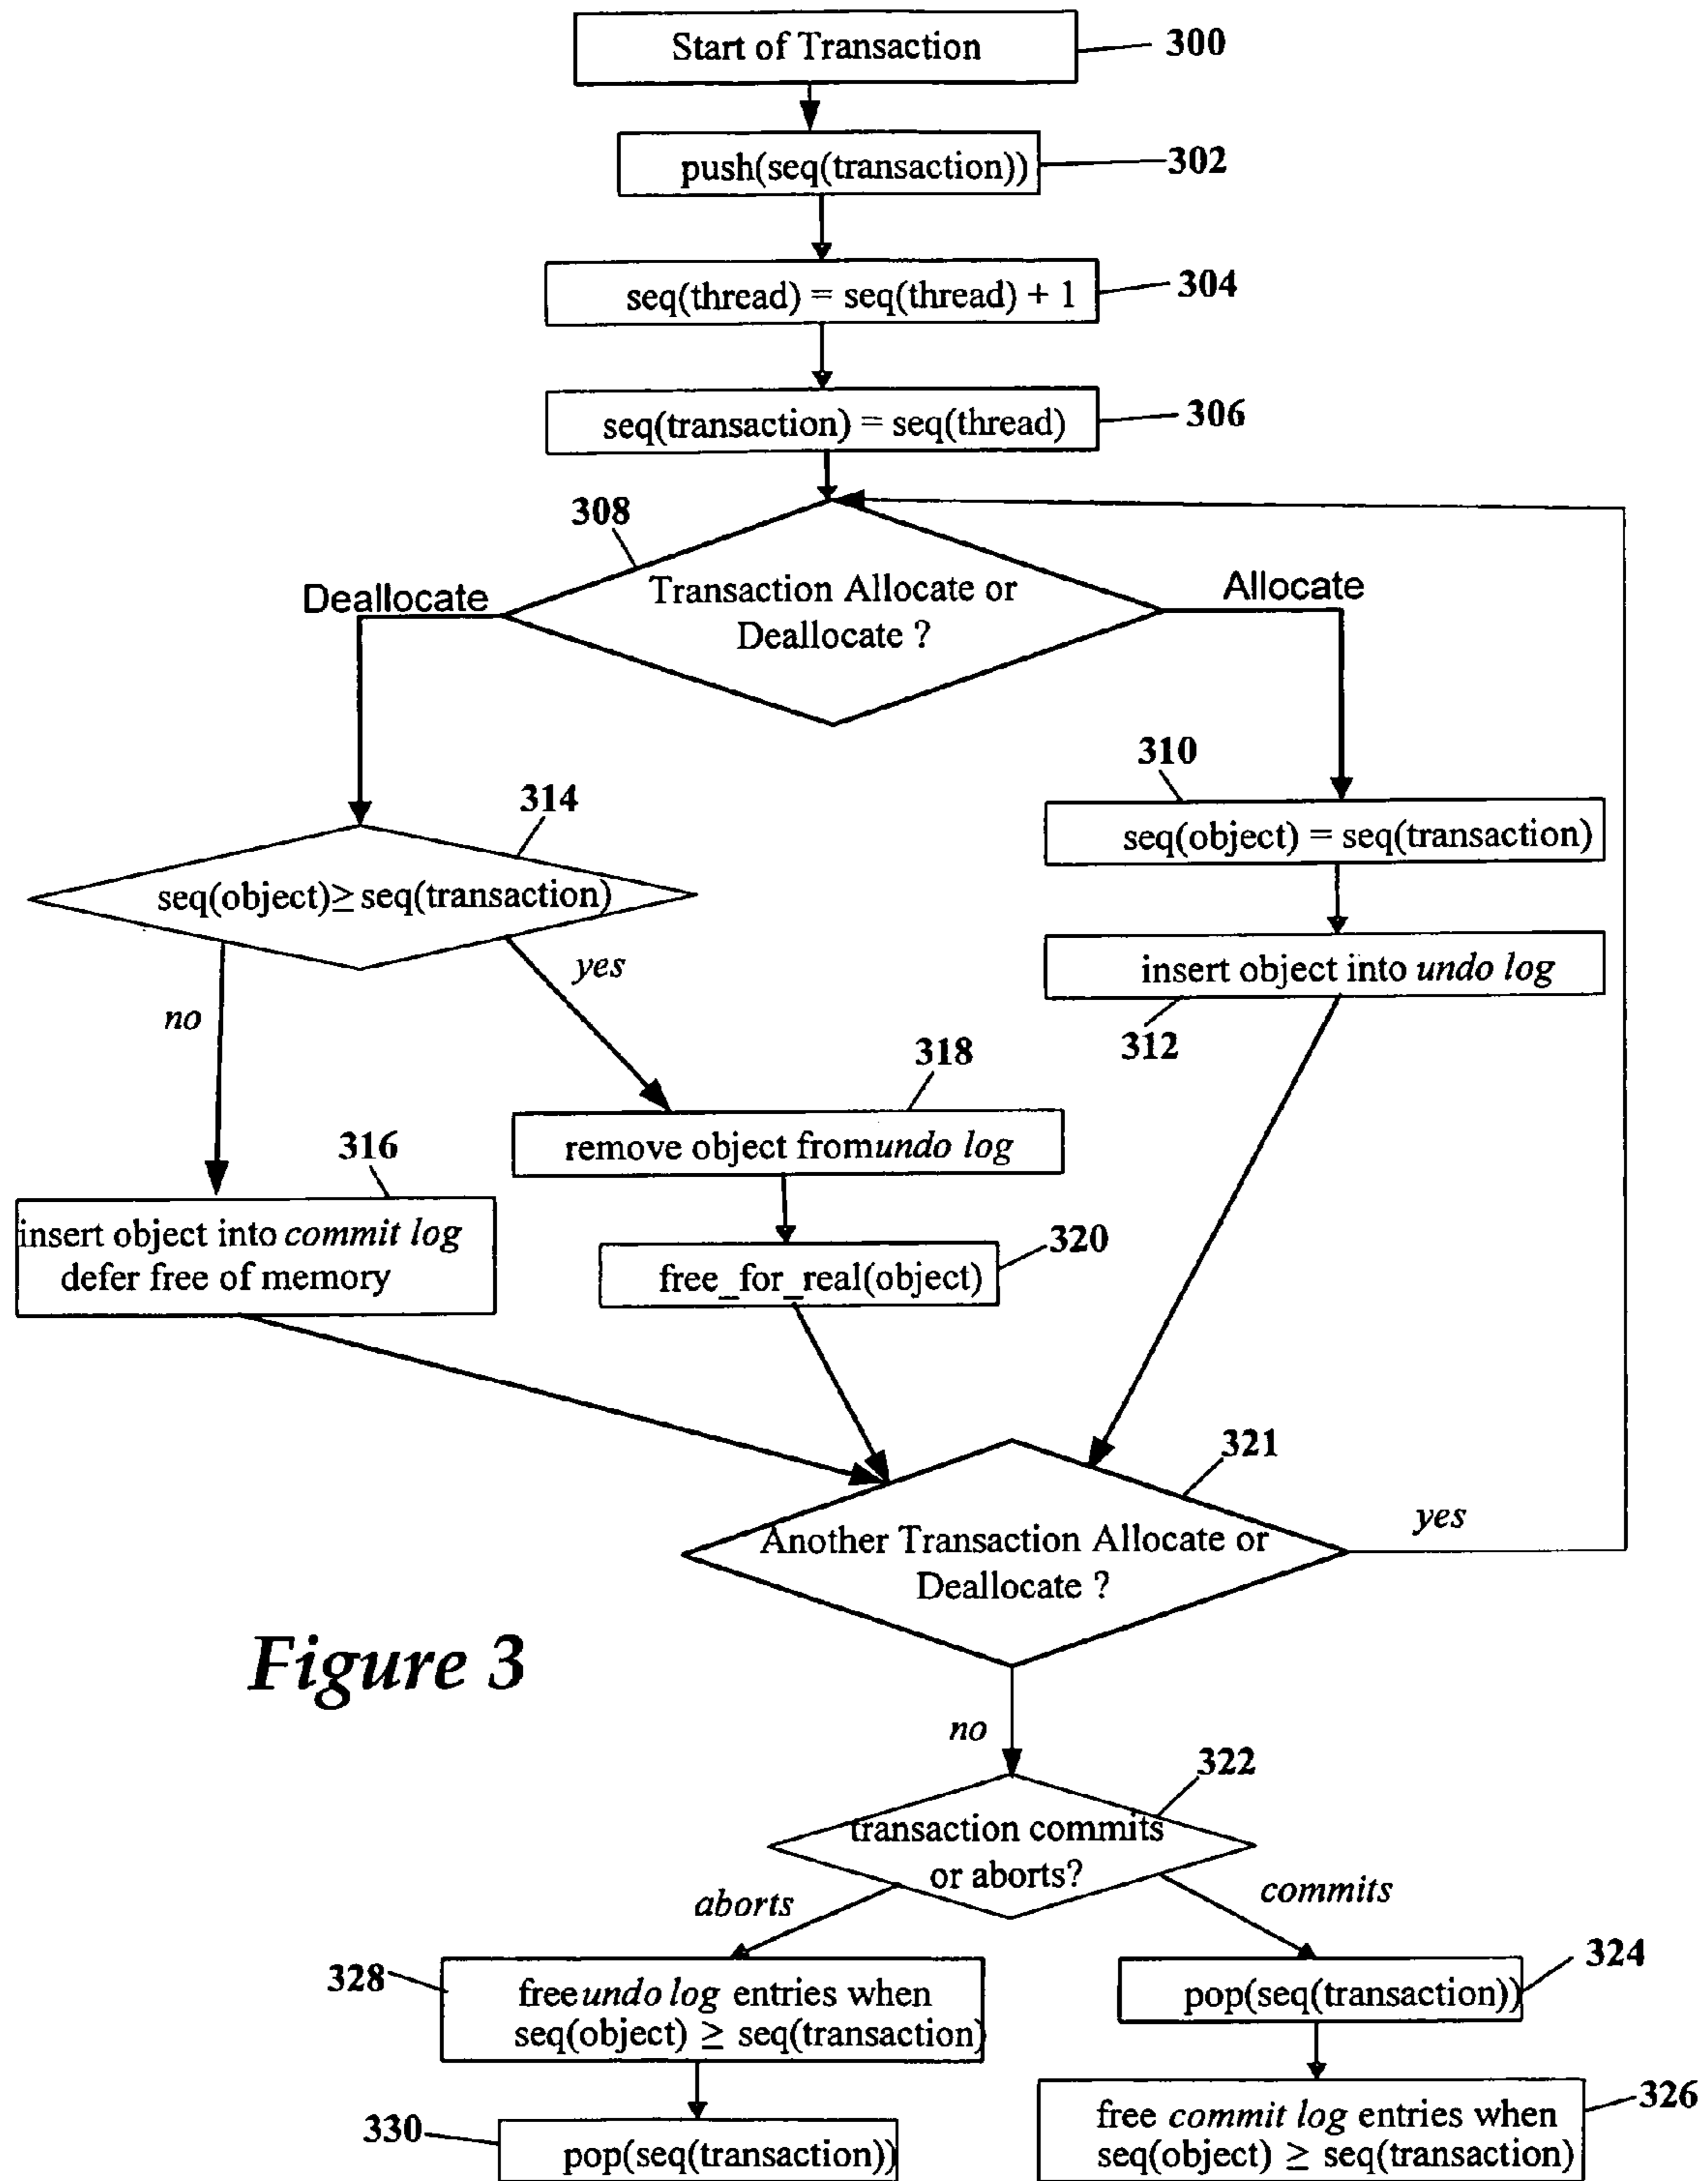 Start of Transaction
300
push(seq(transaction))
302
seq(thread) = seq(thread) + 1
304
seq(transaction) = seq(thread)
306
308
Transaction Allocate or
Deallocate ?
Deallocate
Allocate
310
seq(object) = seq(transaction)
314
seq(object)≥ seq(transaction)
insert object into undo log
312
no
yes
318
remove object from undo log
316
insert object into commit log
defer free of memory
320
free_for_real(object)
321
Another Transaction Allocate or
Deallocate ?
yes
Figure 3
no
322
transaction commits
or aborts?
aborts
commits
328
free undo log entries when
seq(object) ≥ seq(transaction)
324
pop(seq(transaction))
330
pop(seq(transaction))
326
free commit log entries when
seq(object) ≥ seq(transaction)